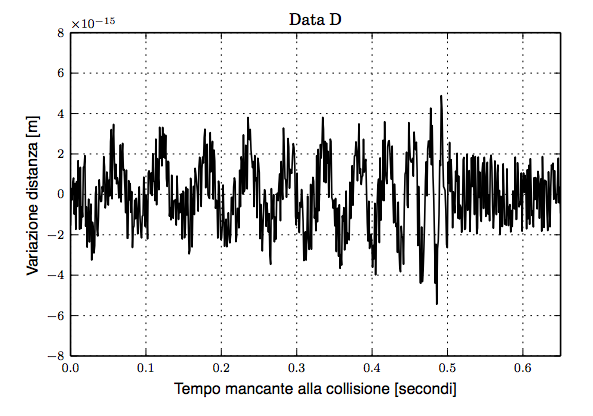 Data D
×10⁻¹⁵
8
6
4
2
0
−2
−4
−6
−8
Variazione distanza [m]
0.0 0.1 0.2 0.3 0.4 0.5 0.6
Tempo mancante alla collisione [secondi]